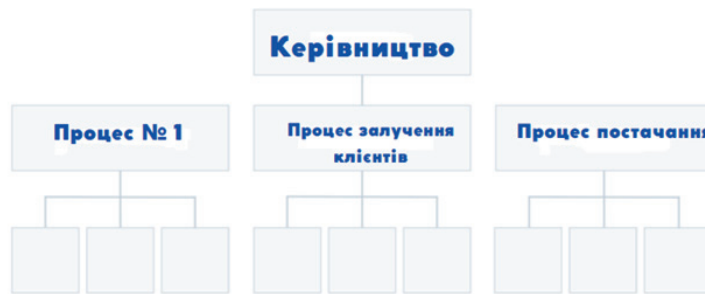 Керівництво
Процес № 1
Процес залучення
клієнтів
Процес постачання